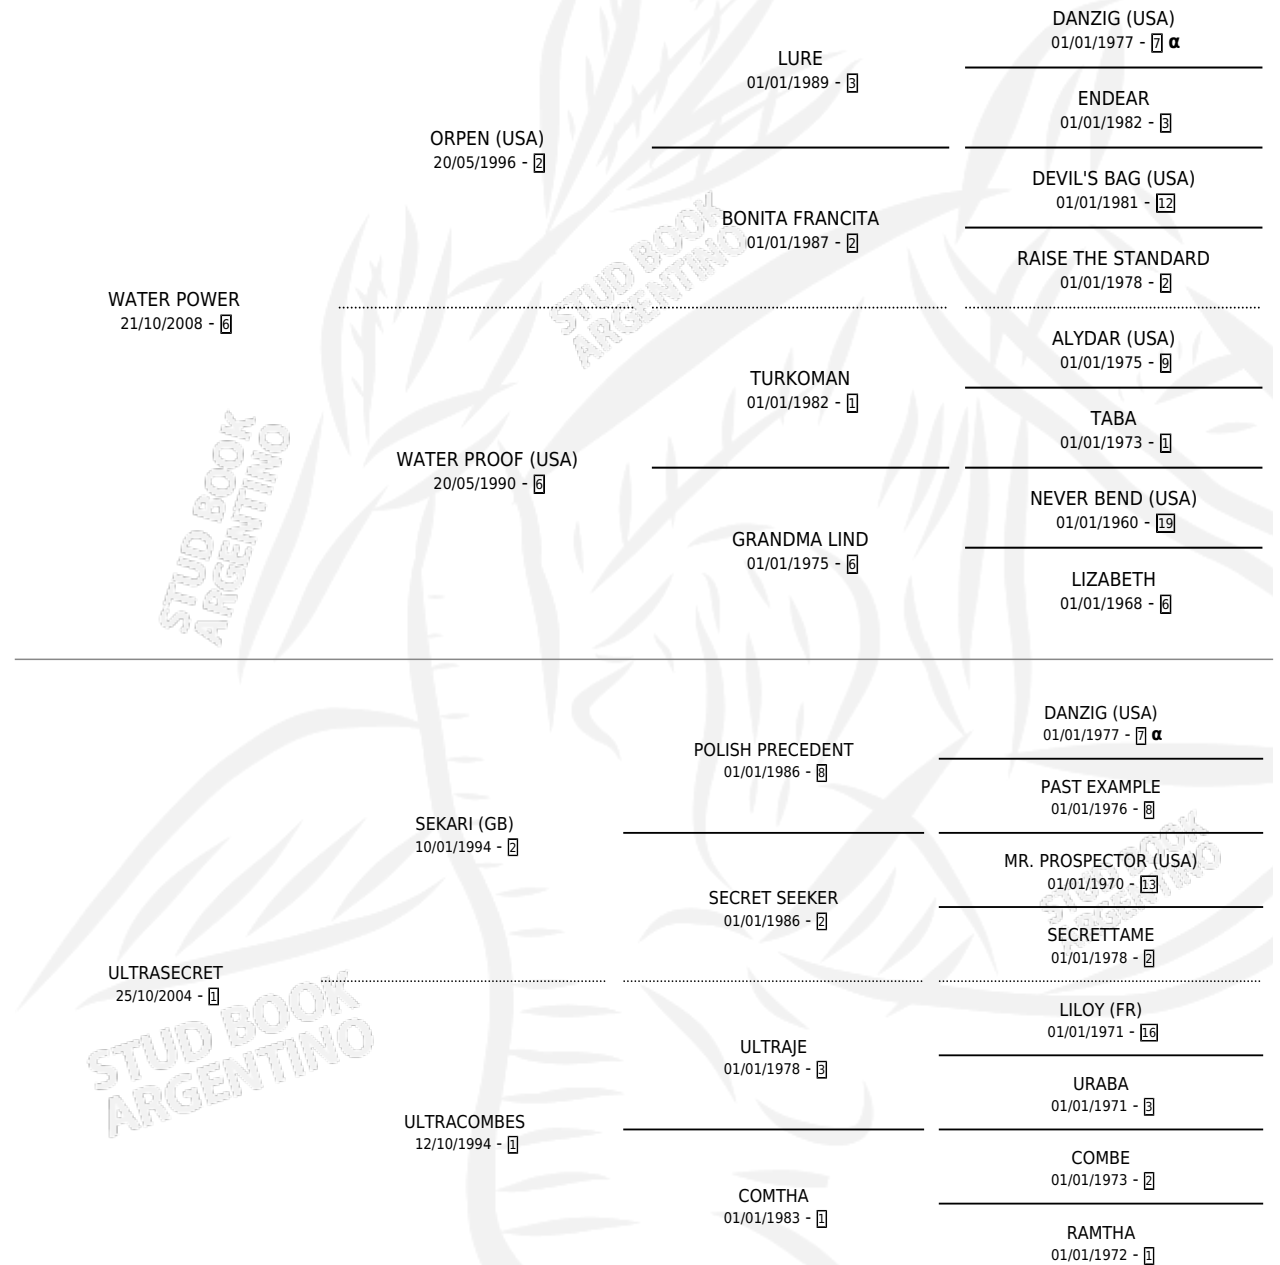 DANZIG (USA)
01/01/1977 - 7 α
LURE
01/01/1989 - 3
ENDEAR
01/01/1982 - 3
ORPEN (USA)
20/05/1996 - 2
DEVIL'S BAG (USA)
01/01/1981 - 12
BONITA FRANCITA
01/01/1987 - 2
RAISE THE STANDARD
01/01/1978 - 2
WATER POWER
21/10/2008 - 6
ALYDAR (USA)
01/01/1975 - 9
TURKOMAN
01/01/1982 - 1
TABA
01/01/1973 - 1
WATER PROOF (USA)
20/05/1990 - 6
NEVER BEND (USA)
01/01/1960 - 19
GRANDMA LIND
01/01/1975 - 6
LIZABETH
01/01/1968 - 6
DANZIG (USA)
01/01/1977 - 7 α
POLISH PRECEDENT
01/01/1986 - 8
PAST EXAMPLE
01/01/1976 - 8
SEKARI (GB)
10/01/1994 - 2
MR. PROSPECTOR (USA)
01/01/1970 - 13
SECRET SEEKER
01/01/1986 - 2
SECRETTAME
01/01/1978 - 2
ULTRASECRET
25/10/2004 - 1
LILOY (FR)
01/01/1971 - 16
ULTRAJE
01/01/1978 - 3
URABA
01/01/1971 - 3
ULTRACOMBES
12/10/1994 - 1
COMBE
01/01/1973 - 2
COMTHA
01/01/1983 - 1
RAMTHA
01/01/1972 - 1
STUD BOOK
ARGENTINO
STUD BOOK
ARGENTINO
STUD BOOK
ARGENTINO
STUD BOOK
ARGENTINO